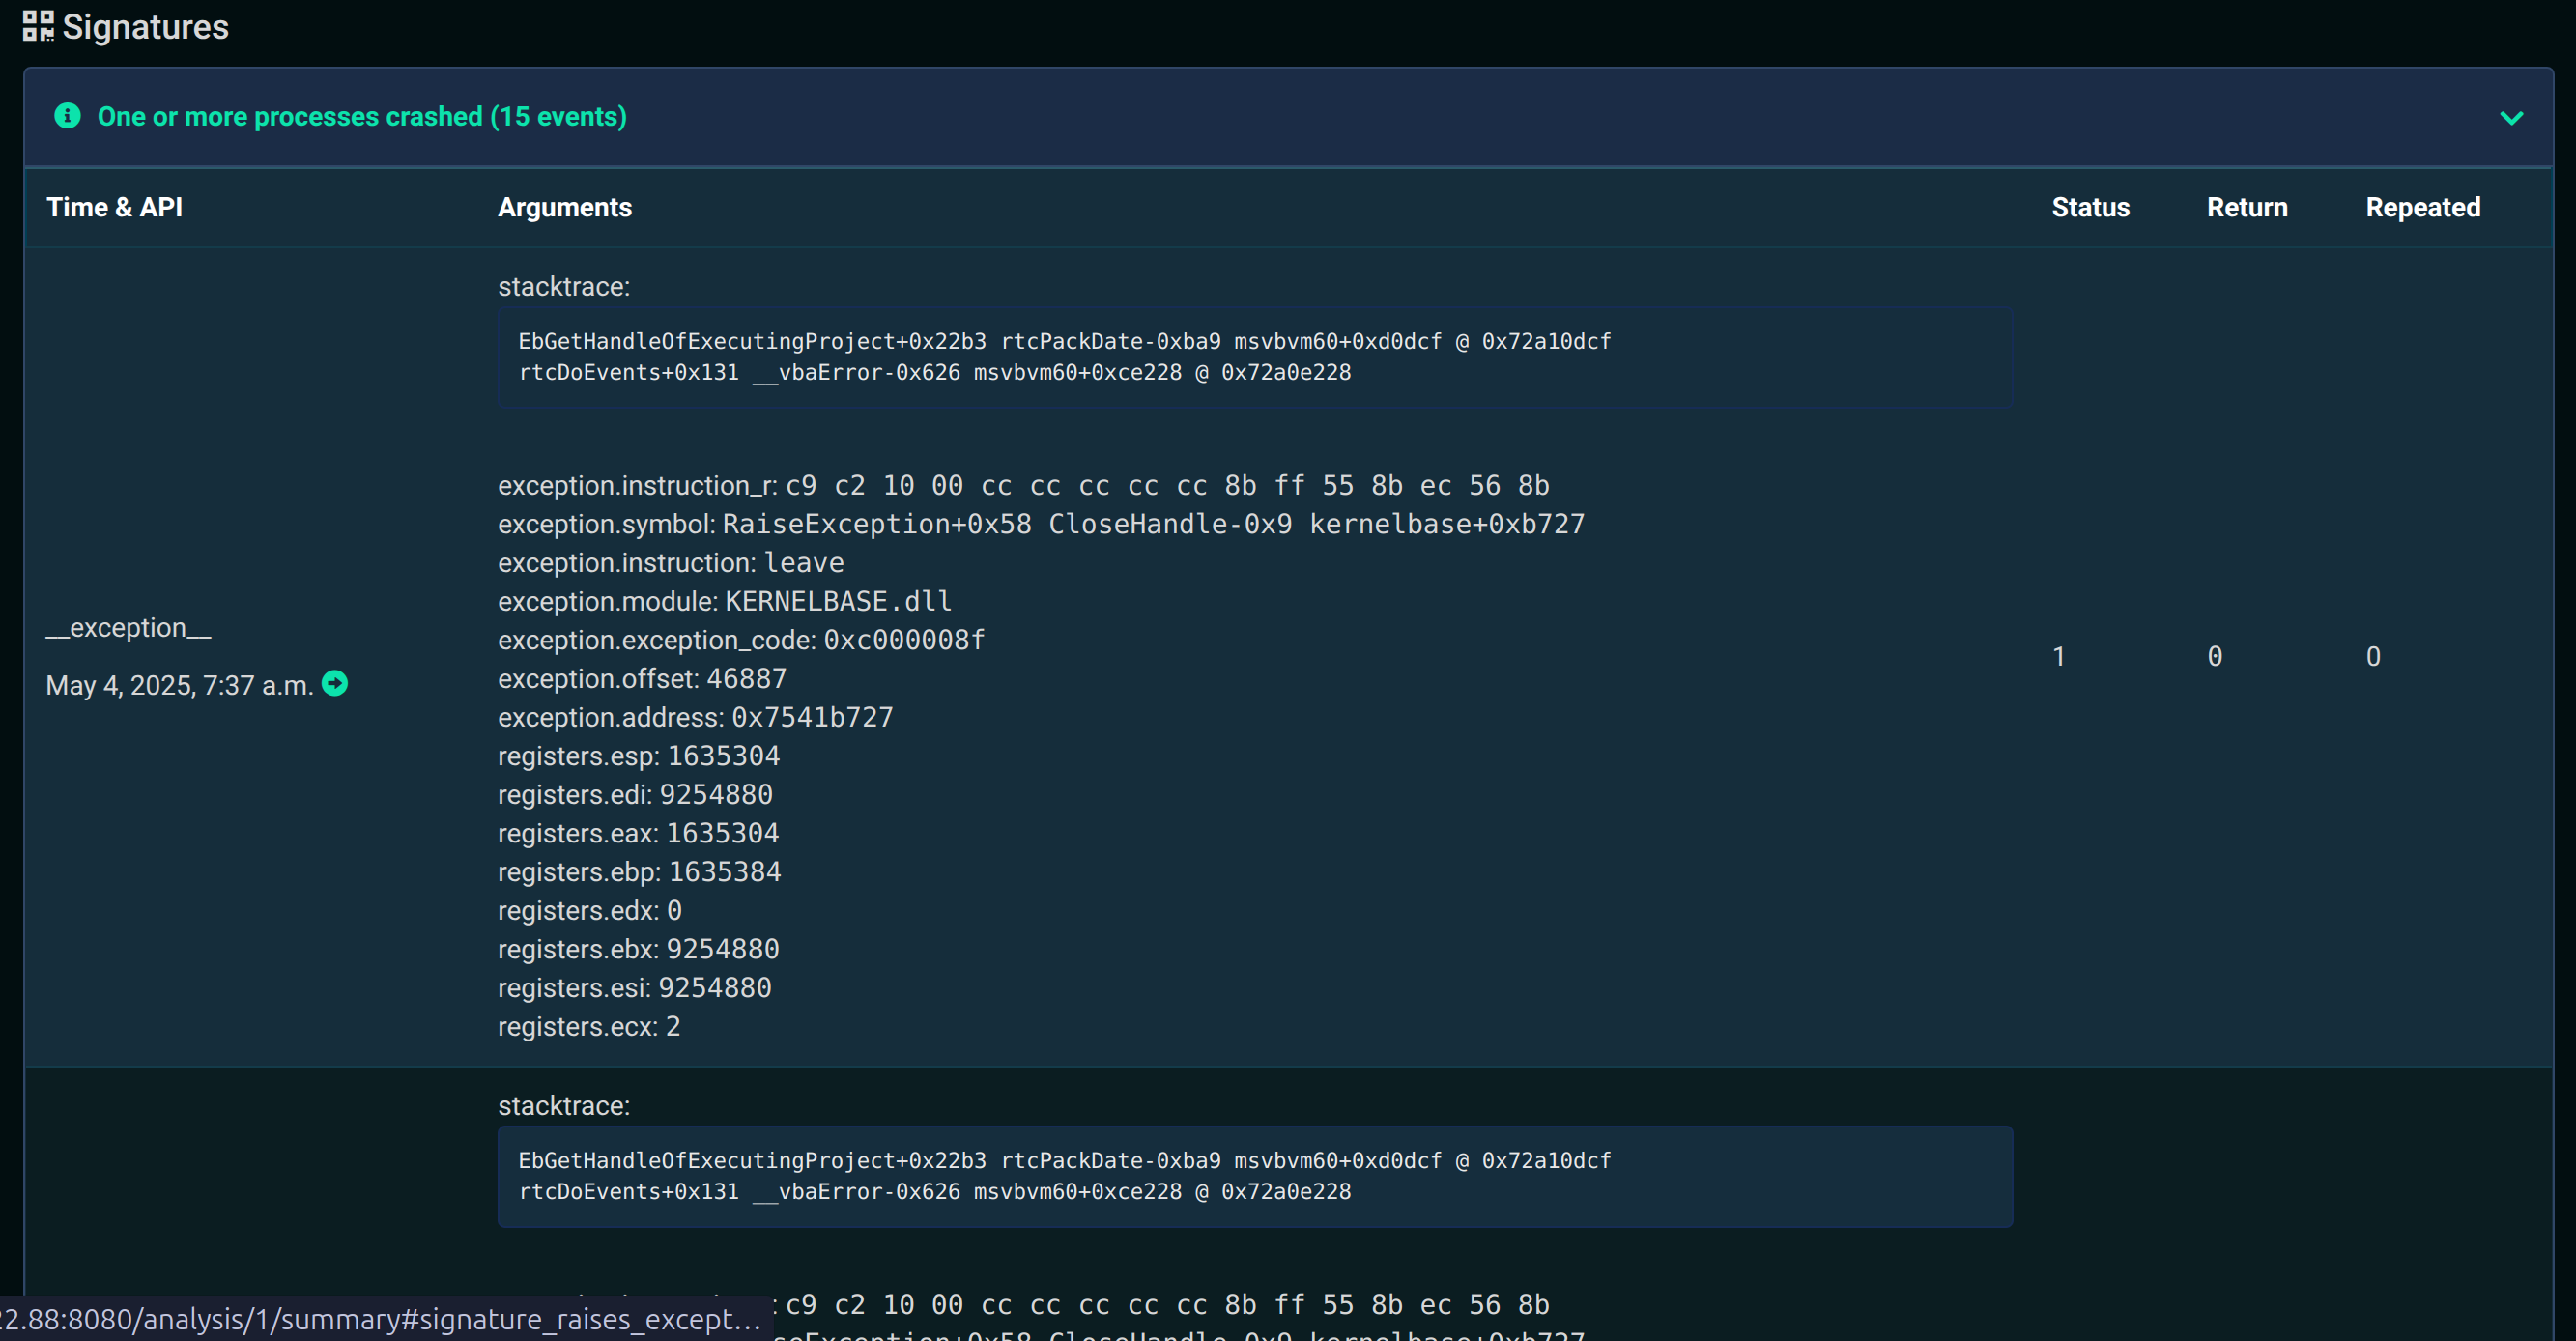 Signatures
One or more processes crashed (15 events)
Time & API Arguments Status Return Repeated
stacktrace:
EbGetHandleOfExecutingProject+0x22b3 rtcPackDate-0xba9 msvbvm60+0xd0dcf @ 0x72a10dcf
rtcDoEvents+0x131 __vbaError-0x626 msvbvm60+0xce228 @ 0x72a0e228
exception.instruction_r: c9 c2 10 00 cc cc cc cc cc 8b ff 55 8b ec 56 8b
exception.symbol: RaiseException+0x58 CloseHandle-0x9 kernelbase+0xb727
exception.instruction: leave
exception.module: KERNELBASE.dll
__exception__
exception.exception_code: 0xc000008f
1 0 0
May 4, 2025, 7:37 a.m.
exception.offset: 46887
exception.address: 0x7541b727
registers.esp: 1635304
registers.edi: 9254880
registers.eax: 1635304
registers.ebp: 1635384
registers.edx: 0
registers.ebx: 9254880
registers.esi: 9254880
registers.ecx: 2
stacktrace:
EbGetHandleOfExecutingProject+0x22b3 rtcPackDate-0xba9 msvbvm60+0xd0dcf @ 0x72a10dcf
rtcDoEvents+0x131 __vbaError-0x626 msvbvm60+0xce228 @ 0x72a0e228
: c9 c2 10 00 cc cc cc cc cc 8b ff 55 8b ec 56 8b
2.88:8080/analysis/1/summary#signature_raises_except...
seException+0x58 CloseHandle-0x9 kernelbase+0xb727